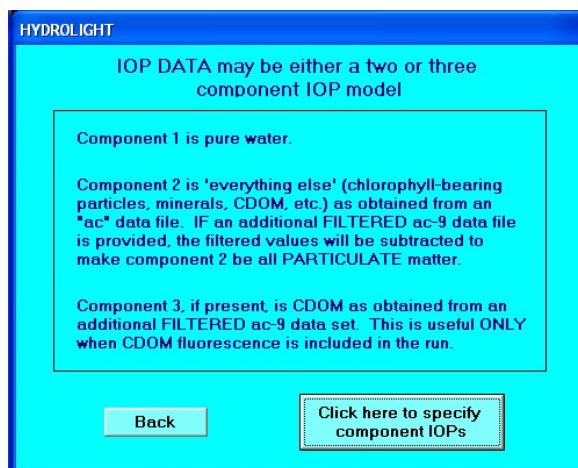 HYDROLIGHT
IOP DATA may be either a two or three
component IOP model
Component 1 is pure water.
Component 2 is 'everything else' (chlorophyll-bearing
particles, minerals, CDOM, etc.) as obtained from an
"ac" data file. IF an additional FILTERED ac-9 data file
is provided, the filtered values will be subtracted to
make component 2 be all PARTICULATE matter.
Component 3, if present, is CDOM as obtained from an
additional FILTERED ac-9 data set. This is useful ONLY
when CDOM fluorescence is included in the run.
Back
Click here to specify
component IOPs